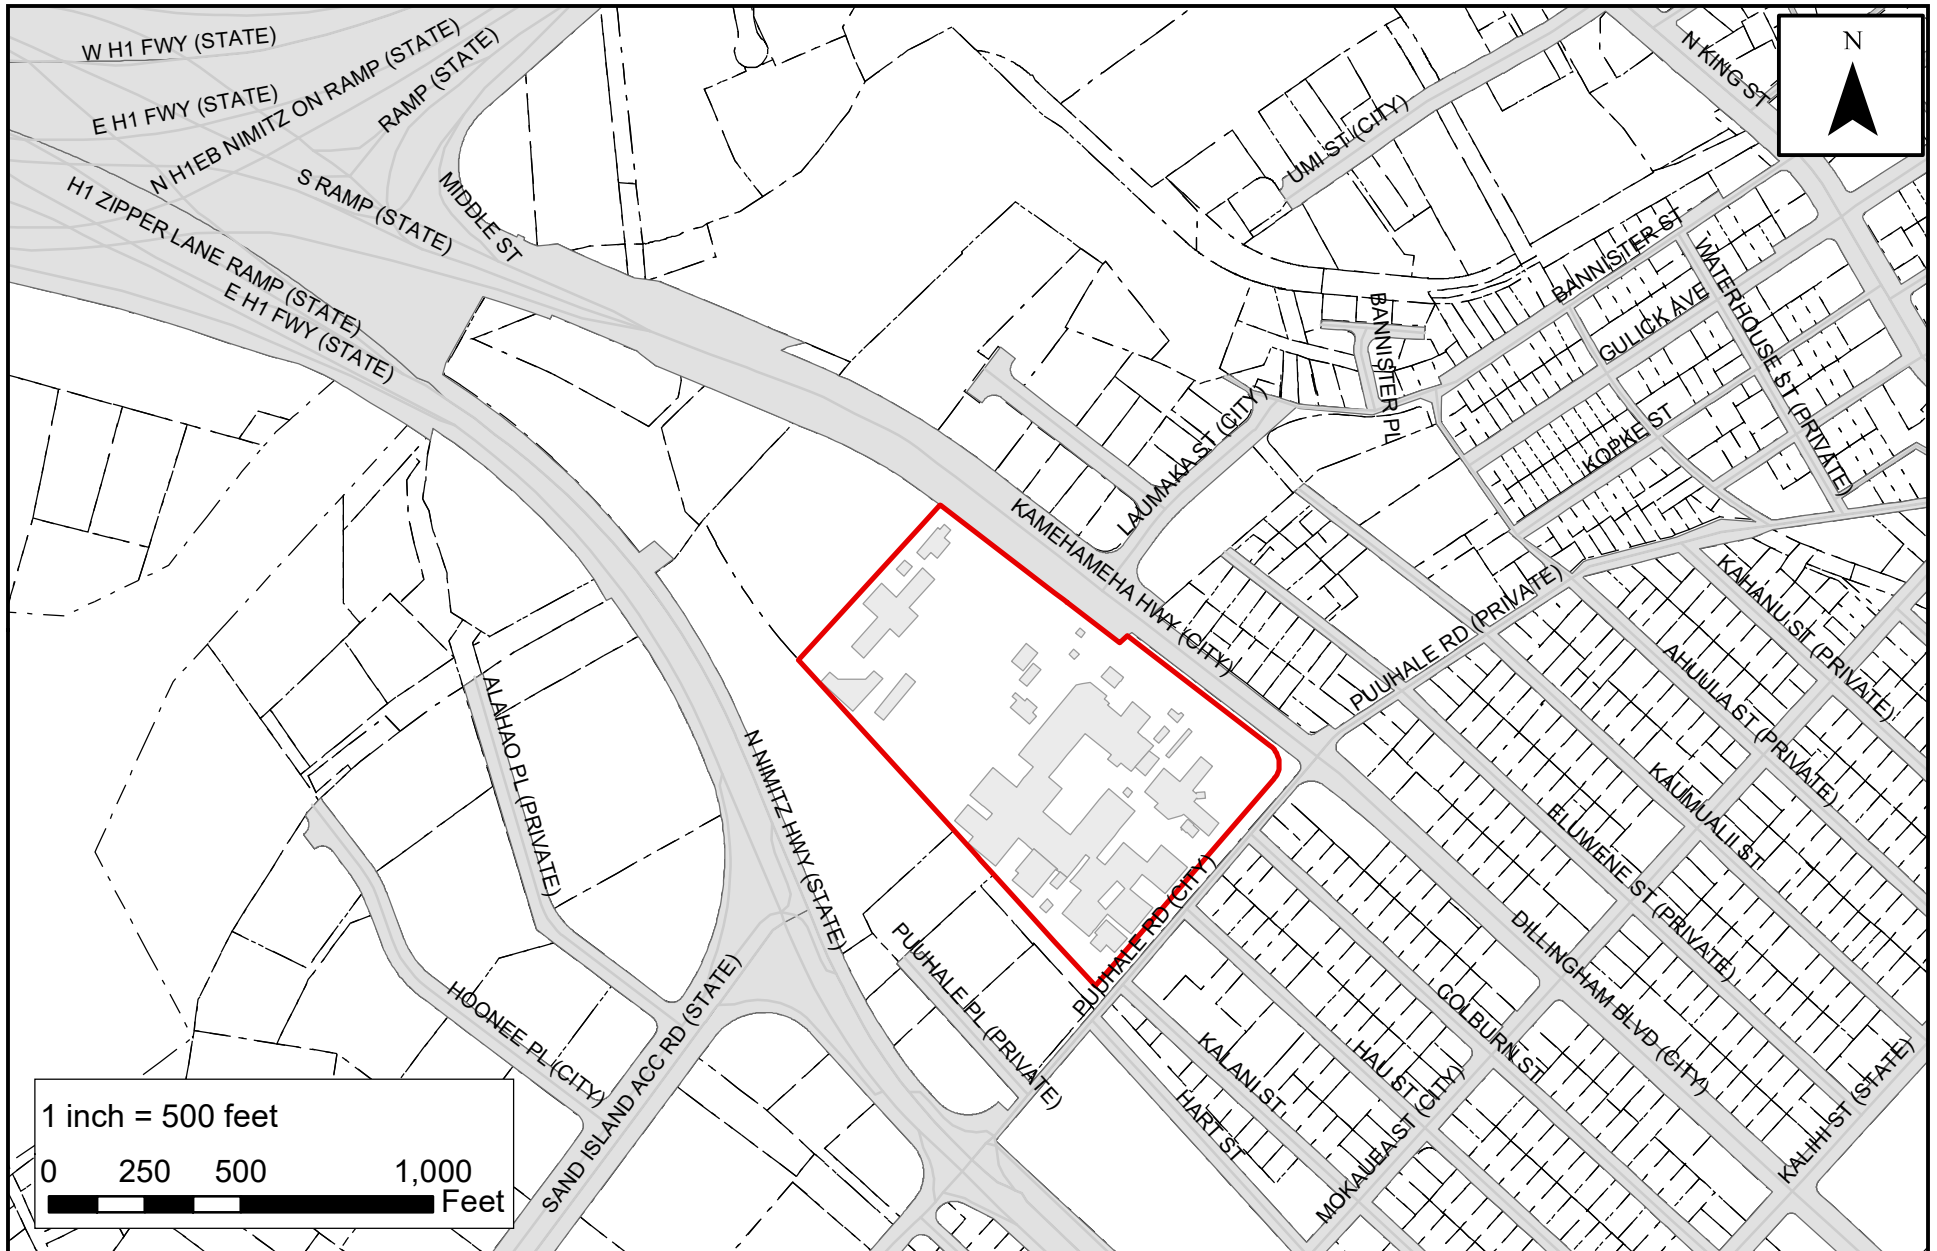 W H1 FWY (STATE)
E H1 FWY (STATE)
N H1EB NIMITZ ON RAMP (STATE)
RAMP (STATE)
N KING ST
N
UMI ST (CITY)
H1 ZIPPER LANE RAMP (STATE)
S RAMP (STATE)
MIDDLE ST
E H1 FWY (STATE)
BANNISTER ST
WATERHOUSE ST (PRIVATE)
GULICK AVE
BANNISTER PL
KOPKE ST
LAUMAKA ST (CITY)
KAMEHAMEHA HWY (CITY)
PUUHALE RD (PRIVATE)
KAHANU ST (PRIVATE)
AHUULA ST (PRIVATE)
KAUMUALII ST
ELUWENE ST (PRIVATE)
ALAHAO PL (PRIVATE)
N NIMITZ HWY (STATE)
PUUHALE RD (CITY)
PUUHALE PL (PRIVATE)
DILLINGHAM BLVD (CITY)
COLBURN ST
HAU ST
KALANI ST
HART ST
MOKAUEA ST (CITY)
KALIHI ST (STATE)
HOONEE PL (CITY)
SAND ISLAND ACC RD (STATE)
1 inch = 500 feet
0 250 500 1,000
Feet